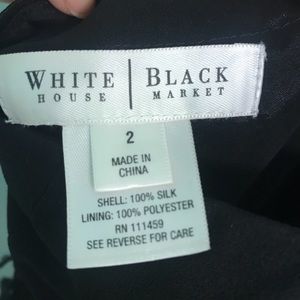 WHITE | BLACK
HOUSE | MARKET
2
MADE IN
CHINA
SHELL: 100% SILK
LINING: 100% POLYESTER
RN 111459
SEE REVERSE FOR CARE